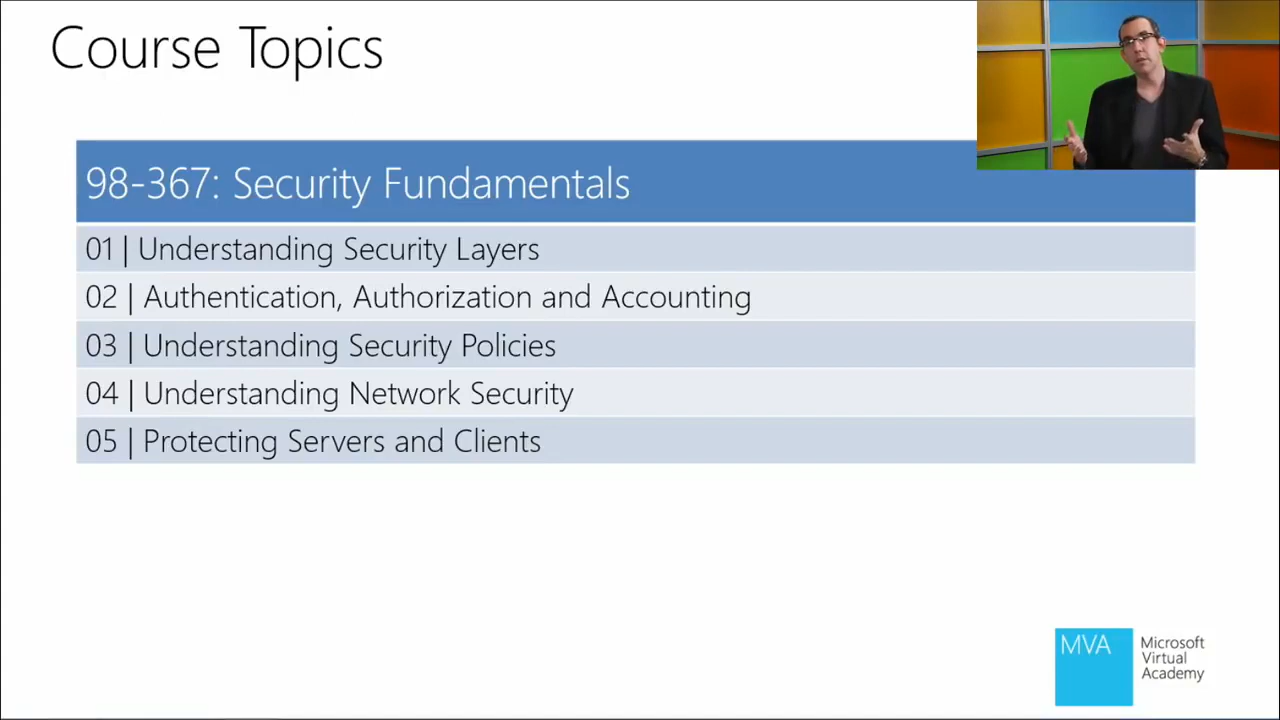 Course Topics
98-367: Security Fundamentals
01 | Understanding Security Layers
02 | Authentication, Authorization and Accounting
03 | Understanding Security Policies
04 | Understanding Network Security
05 | Protecting Servers and Clients
MVA
Microsoft
Virtual
Academy